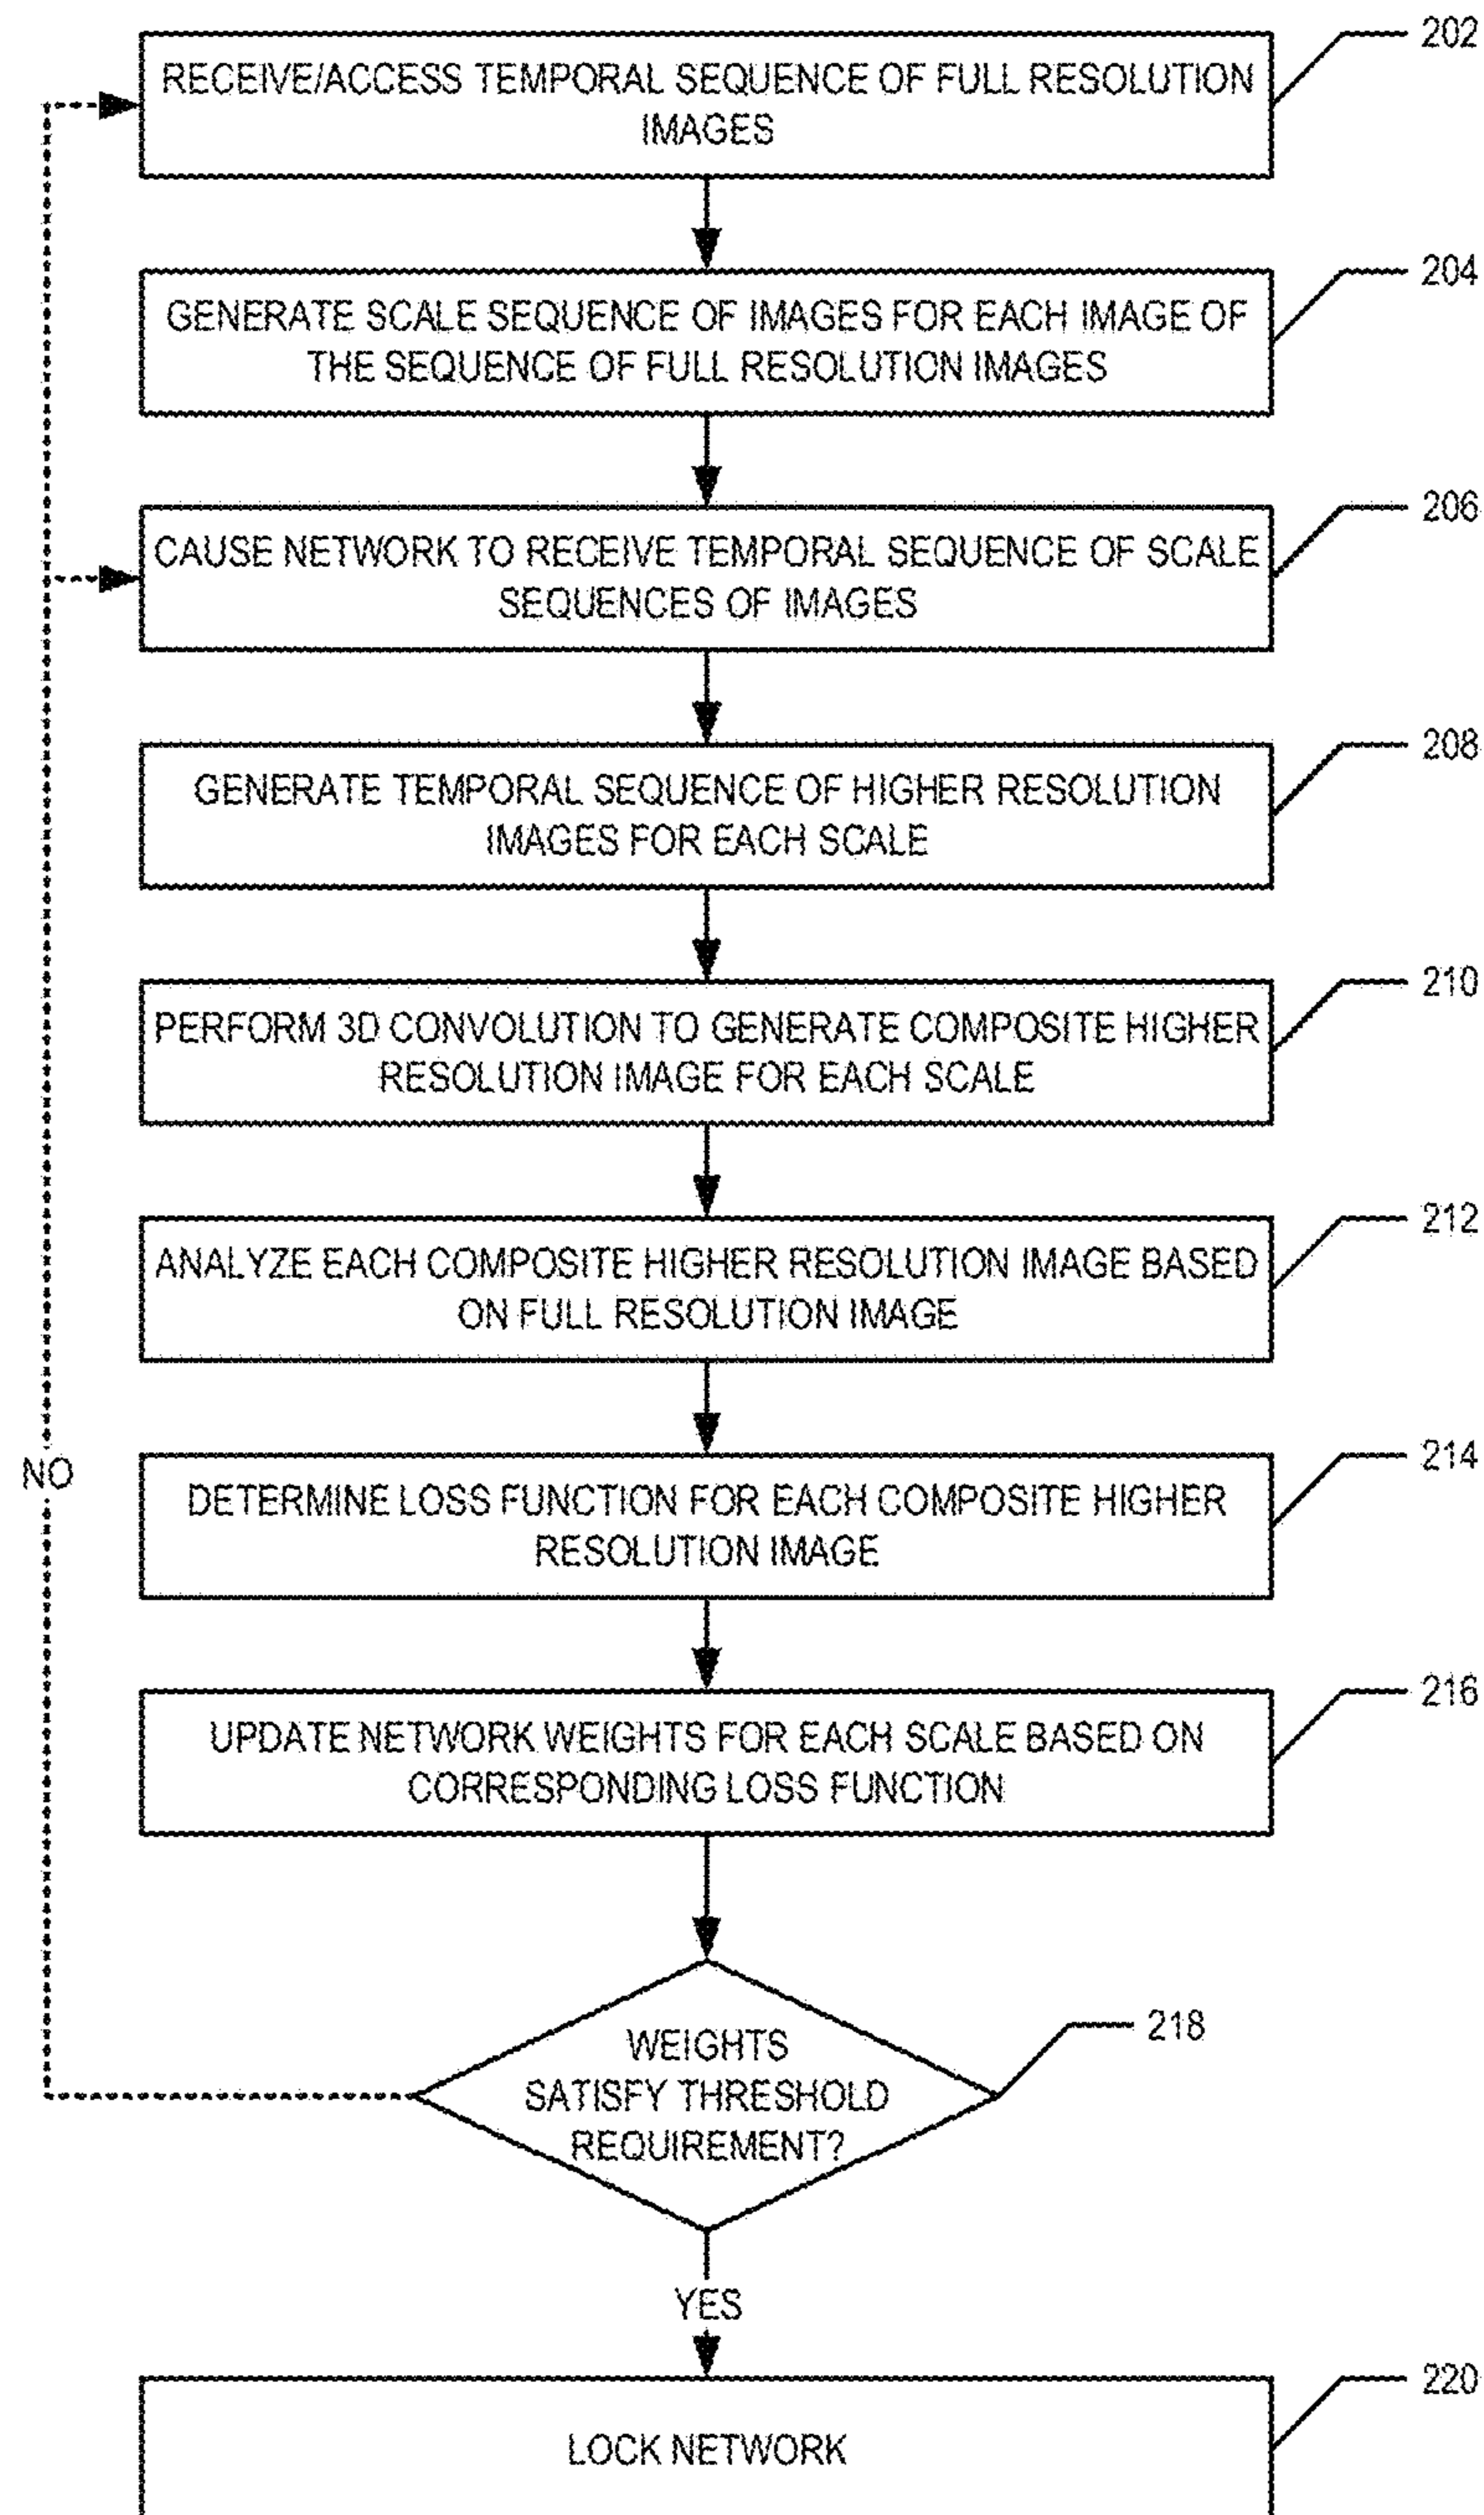 202
RECEIVE/ACCESS TEMPORAL SEQUENCE OF FULL RESOLUTION
IMAGES
204
GENERATE SCALE SEQUENCE OF IMAGES FOR EACH IMAGE OF
THE SEQUENCE OF FULL RESOLUTION IMAGES
206
CAUSE NETWORK TO RECEIVE TEMPORAL SEQUENCE OF SCALE
SEQUENCES OF IMAGES
208
GENERATE TEMPORAL SEQUENCE OF HIGHER RESOLUTION
IMAGES FOR EACH SCALE
210
PERFORM 3D CONVOLUTION TO GENERATE COMPOSITE HIGHER
RESOLUTION IMAGE FOR EACH SCALE
212
ANALYZE EACH COMPOSITE HIGHER RESOLUTION IMAGE BASED
ON FULL RESOLUTION IMAGE
214
NO
DETERMINE LOSS FUNCTION FOR EACH COMPOSITE HIGHER
RESOLUTION IMAGE
216
UPDATE NETWORK WEIGHTS FOR EACH SCALE BASED ON
CORRESPONDING LOSS FUNCTION
218
WEIGHTS
SATISFY THRESHOLD
REQUIREMENT?
YES
220
LOCK NETWORK